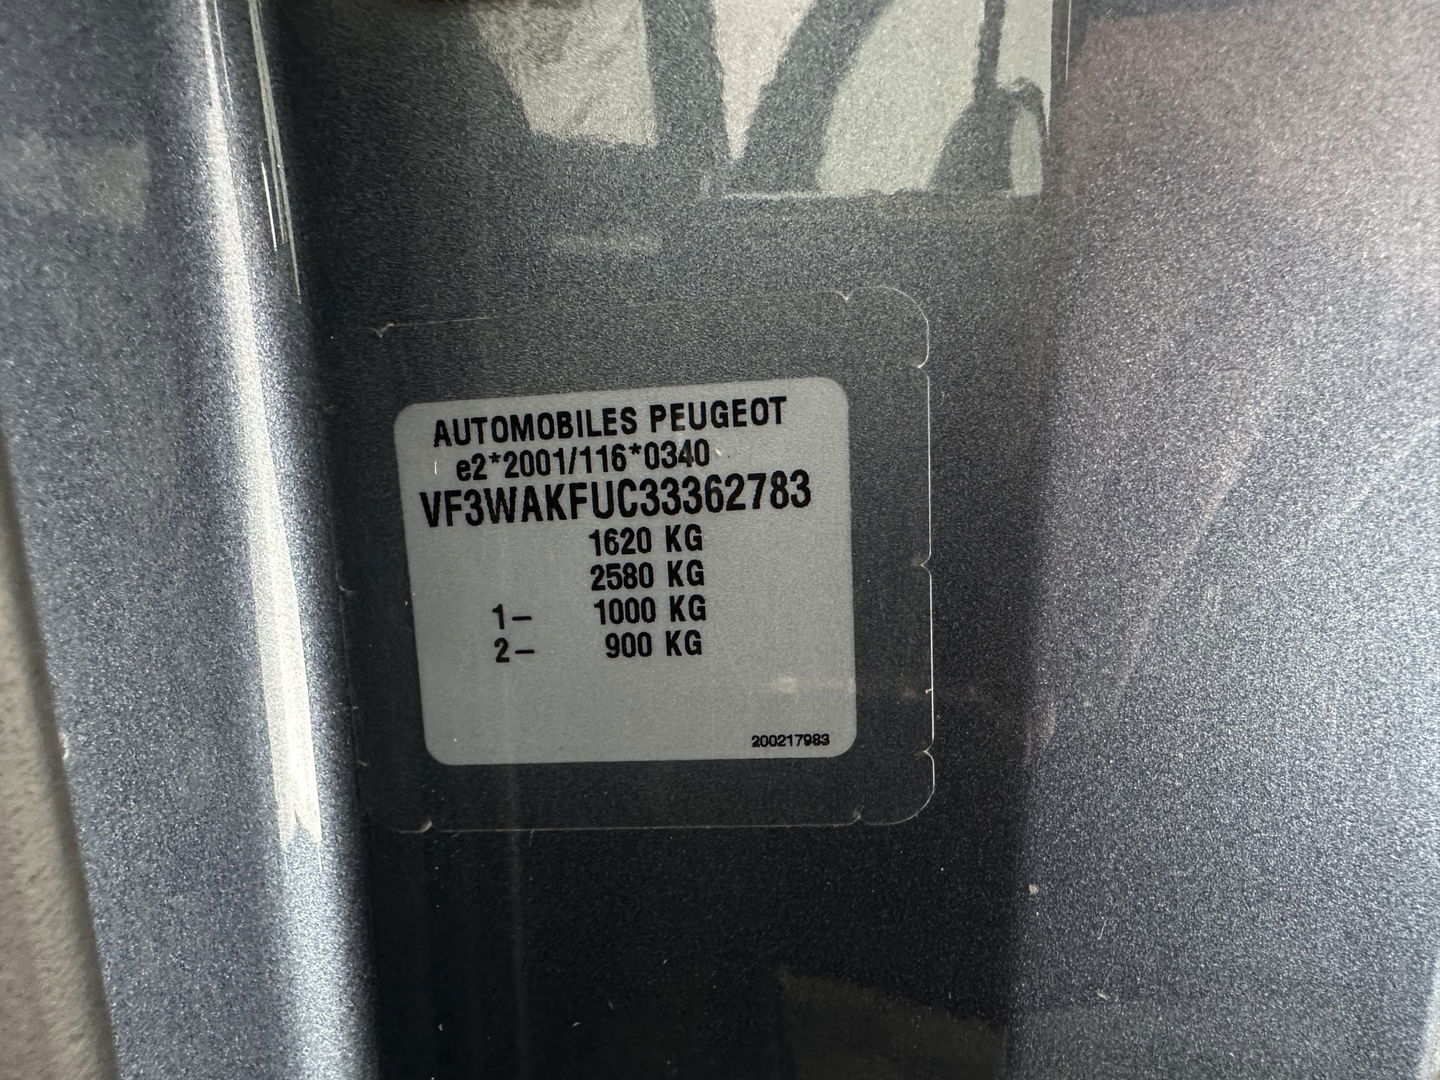 AUTOMOBILES PEUGEOT
e2*2001/116*0340
VF3WAKFUC33362783
1620 KG
2580 KG
1– 1000 KG
2– 900 KG
200217983